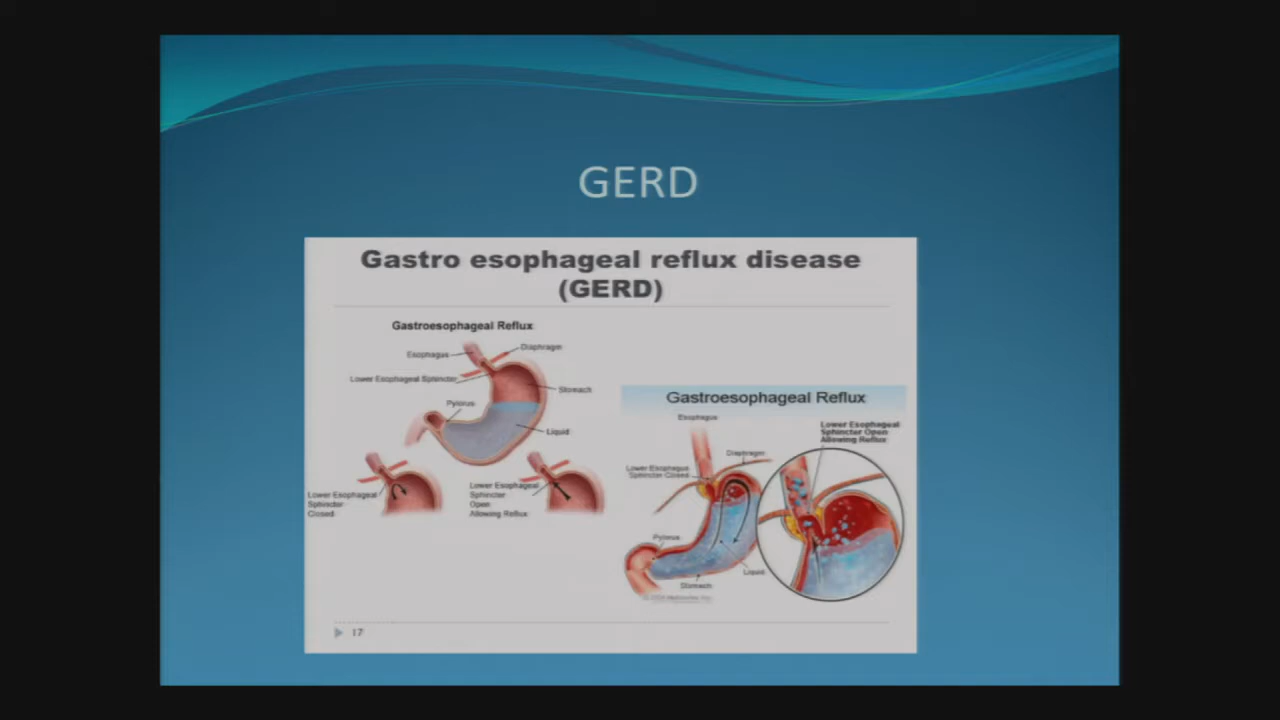 GERD
Gastro esophageal reflux disease
(GERD)
Gastroesophageal Reflux
Esophagus
Diaphragm
Lower Esophageal Sphincter
Stomach
Pylorus
Liquid
Lower Esophageal
Sphincter
Closed
Lower Esophageal
Sphincter
Open
Allowing Reflux
Gastroesophageal Reflux
Esophagus
Lower Esophageal
Sphincter Open
Allowing Reflux
Diaphragm
Lower Esophagus
Sphincter Closed
Pylorus
Liquid
Stomach
17